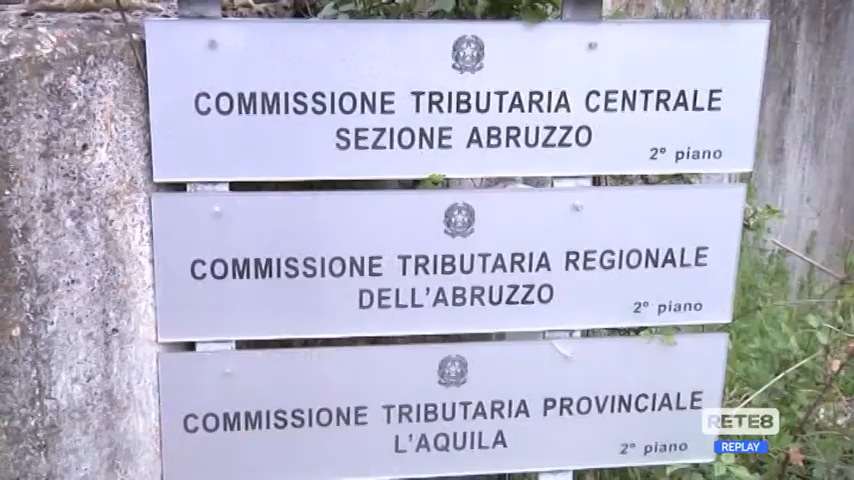 COMMISSIONE TRIBUTARIA CENTRALE
SEZIONE ABRUZZO
2° piano
COMMISSIONE TRIBUTARIA REGIONALE
DELL'ABRUZZO
2° piano
COMMISSIONE TRIBUTARIA PROVINCIALE
L'AQUILA
2° piano
RETE8
REPLAY